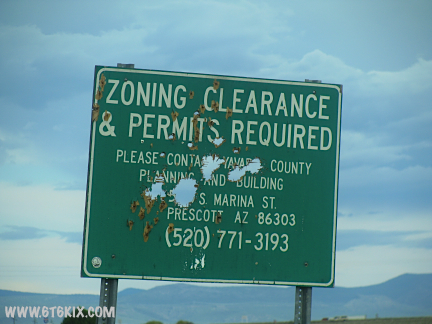 ZONING CLEARANCE
& PERMITS REQUIRED
PLEASE YAVAPAI COUNTY
PLANNING AND BUILDING
S. MARINA ST.
PRESCOTT AZ 86303
(520) 771-3193
WWW.6T6KIX.COM